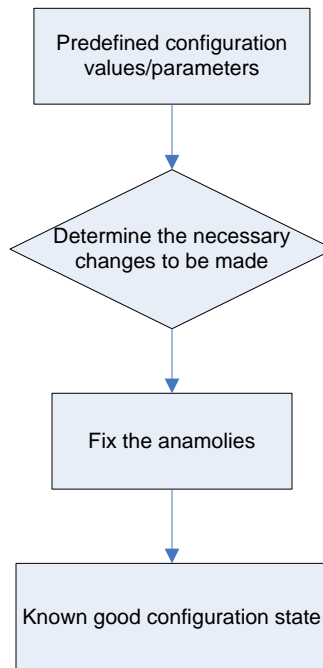 Predefined configuration
values/parameters
Determine the necessary
changes to be made
Fix the anamolies
Known good configuration state